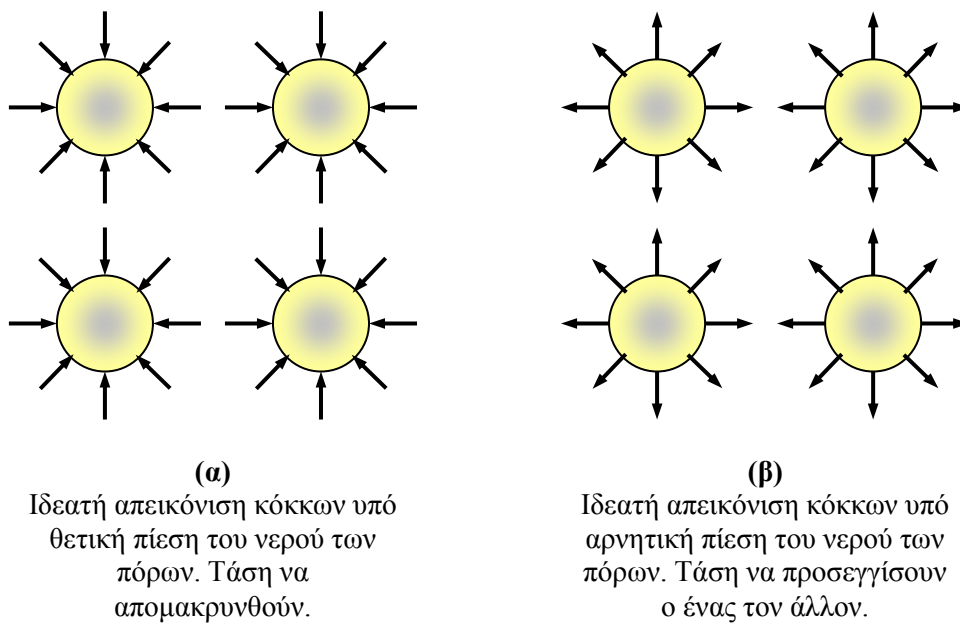 (α)
Ιδεατή απεικόνιση κόκκων υπό
θετική πίεση του νερού των
πόρων. Τάση να
απομακρυνθούν.
(β)
Ιδεατή απεικόνιση κόκκων υπό
αρνητική πίεση του νερού των
πόρων. Τάση να προσεγγίσουν
ο ένας τον άλλον.